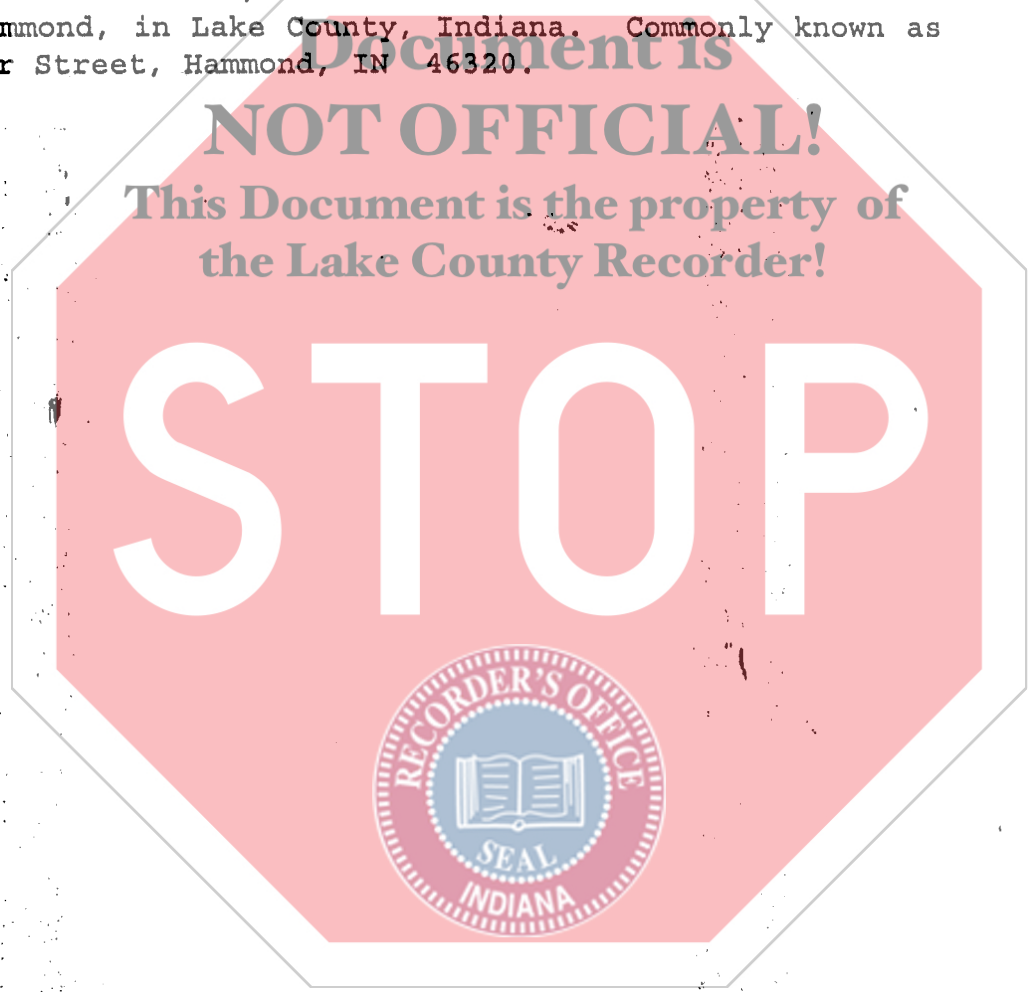 mmond, in Lake County, Indiana. Commonly known as
Document is
r Street, Hammond, IN 46320.
NOT OFFICIAL!
This Document is the property of
the Lake County Recorder!
STOP
RECORDER'S OFFICE
SEAL
INDIANA